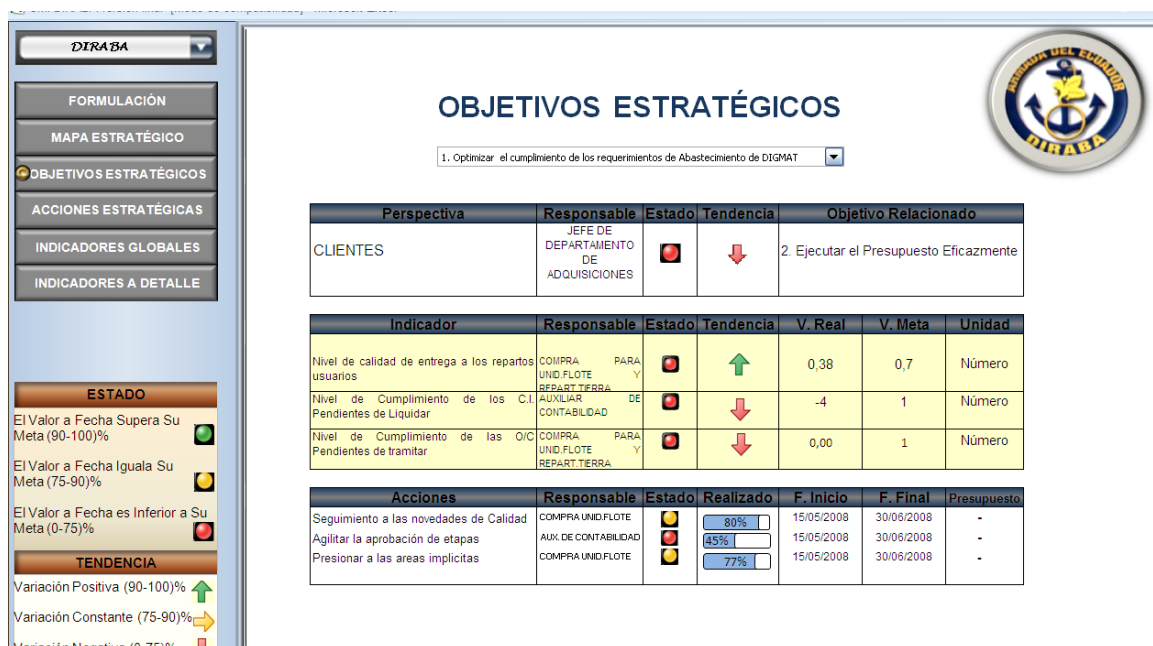 DIRABA
FORMULACIÓN
MAPA ESTRATÉGICO
OBJETIVOS ESTRATÉGICOS
ACCIONES ESTRATÉGICAS
INDICADORES GLOBALES
INDICADORES A DETALLE
ESTADO
El Valor a Fecha Supera Su
Meta (90-100)%
El Valor a Fecha Iguala Su
Meta (75-90)%
El Valor a Fecha es Inferior a Su
Meta (0-75)%
TENDENCIA
Variación Positiva (90-100)%
Variación Constante (75-90)%
ARMADA DEL ECUADOR
DIRABA
OBJETIVOS ESTRATÉGICOS
1. Optimizar el cumplimiento de los requerimientos de Abastecimiento de DIGMAT
Perspectiva Responsable Estado Tendencia Objetivo Relacionado
CLIENTES
JEFE DE
DEPARTAMENTO
DE
ADQUISICIONES
2. Ejecutar el Presupuesto Eficazmente
Indicador Responsable Estado Tendencia V. Real V. Meta Unidad
Nivel de calidad de entrega a los repartos
usuarios
COMPRA PARA
UNID.FLOTE Y
REPART.TIERRA
0,38 0,7 Número
Nivel de Cumplimiento de los C.I.
Pendientes de Liquidar
AUXILIAR DE
CONTABILIDAD
-4 1 Número
Nivel de Cumplimiento de las O/C
Pendientes de tramitar
COMPRA PARA
UNID.FLOTE Y
REPART.TIERRA
0,00 1 Número
Acciones Responsable Estado Realizado F. Inicio F. Final Presupuesto
Seguimiento a las novedades de Calidad COMPRA UNID.FLOTE 80% 15/05/2008 30/06/2008 -
Agilitar la aprobación de etapas AUX. DE CONTABILIDAD 45% 15/05/2008 30/06/2008 -
Presionar a las areas implicitas COMPRA UNID.FLOTE 77% 15/05/2008 30/06/2008 -